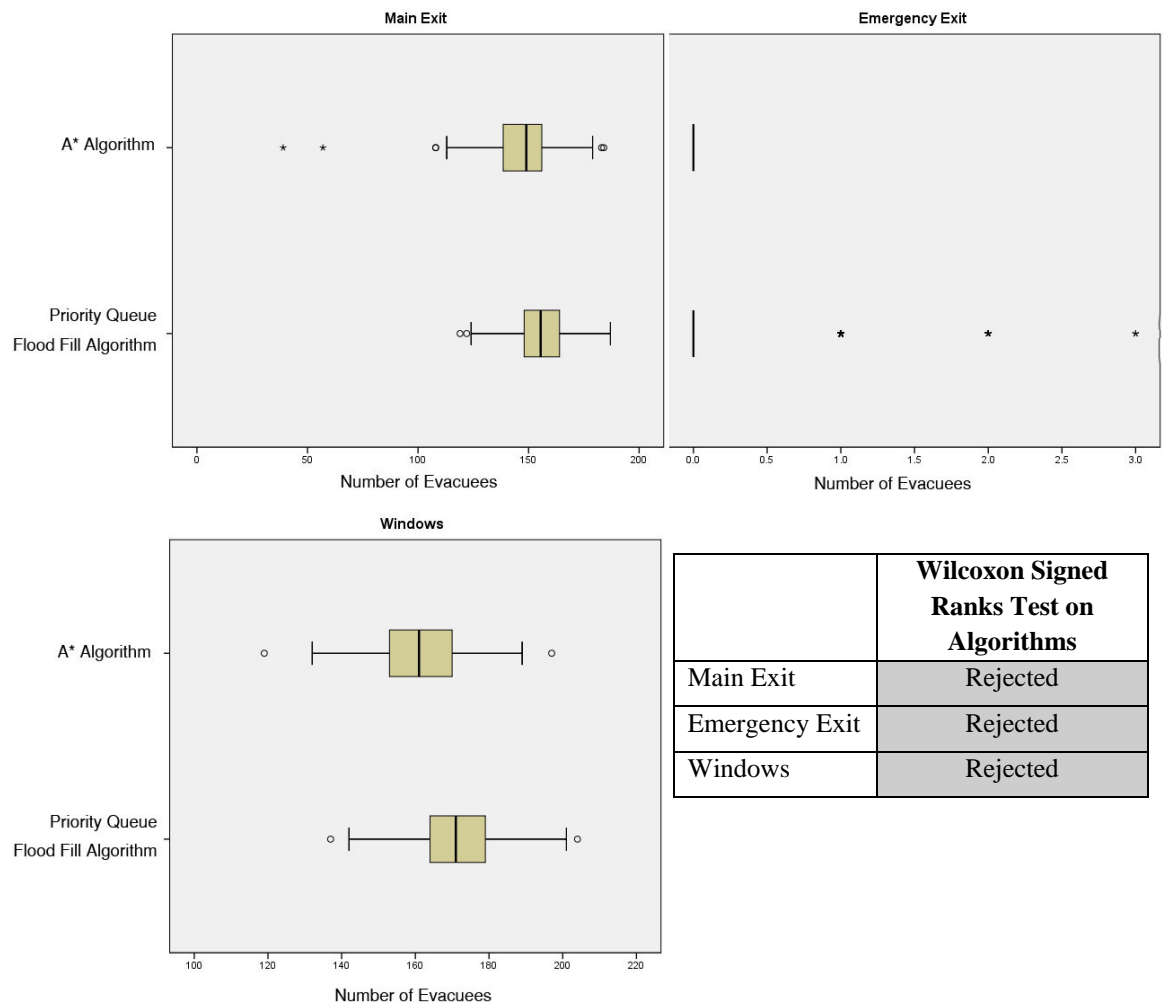 Main Exit
Emergency Exit
A* Algorithm
Priority Queue
Flood Fill Algorithm
0 50 100 150 200
0.0 0.5 1.0 1.5 2.0 2.5 3.0
Number of Evacuees
Number of Evacuees
Windows
A* Algorithm
Priority Queue
Flood Fill Algorithm
100 120 140 160 180 200 220
Number of Evacuees
Wilcoxon Signed
Ranks Test on
Algorithms
Main Exit Rejected
Emergency Exit Rejected
Windows Rejected